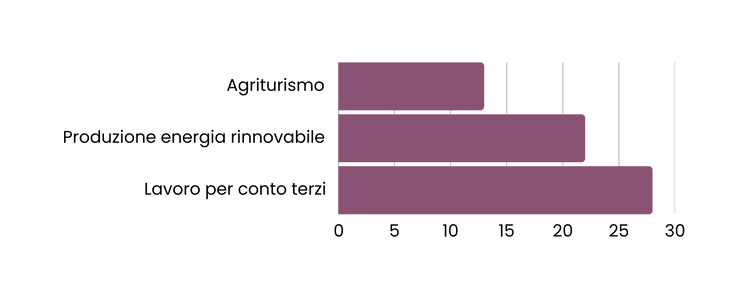 Agriturismo
Produzione energia rinnovabile
Lavoro per conto terzi
0 5 10 15 20 25 30